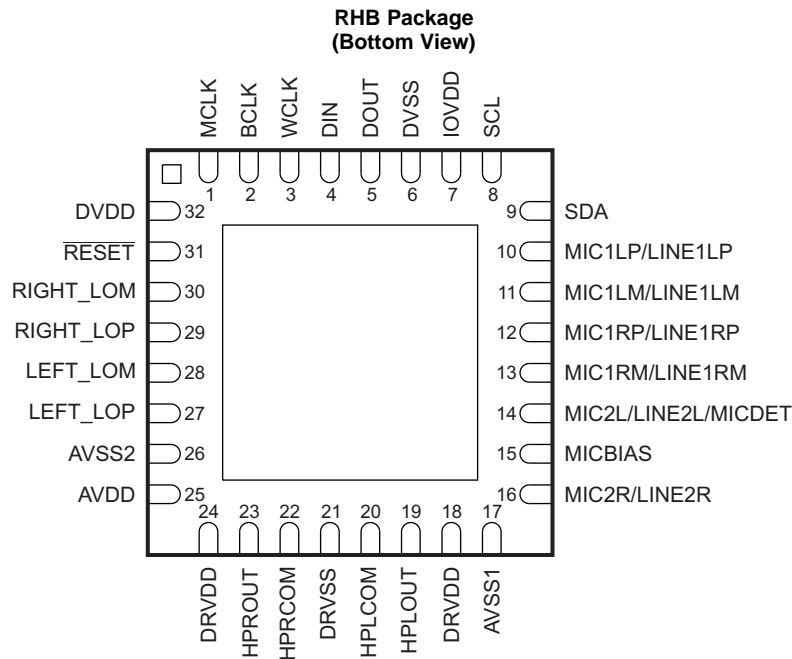 RHB Package
(Bottom View)
MCLK
BCLK
WCLK
DIN
DOUT
DVSS
IOVDD
SCL
1
2
3
4
5
6
7
8
DVDD 32
RESET 31
RIGHT_LOM 30
RIGHT_LOP 29
LEFT_LOM 28
LEFT_LOP 27
AVSS2 26
AVDD 25
9 SDA
10 MIC1LP/LINE1LP
11 MIC1LM/LINE1LM
12 MIC1RP/LINE1RP
13 MIC1RM/LINE1RM
14 MIC2L/LINE2L/MICDET
15 MICBIAS
16 MIC2R/LINE2R
24
23
22
21
20
19
18
17
DRVDD
HPROUT
HPRCOM
DRVSS
HPLCOM
HPLOUT
DRVDD
AVSS1